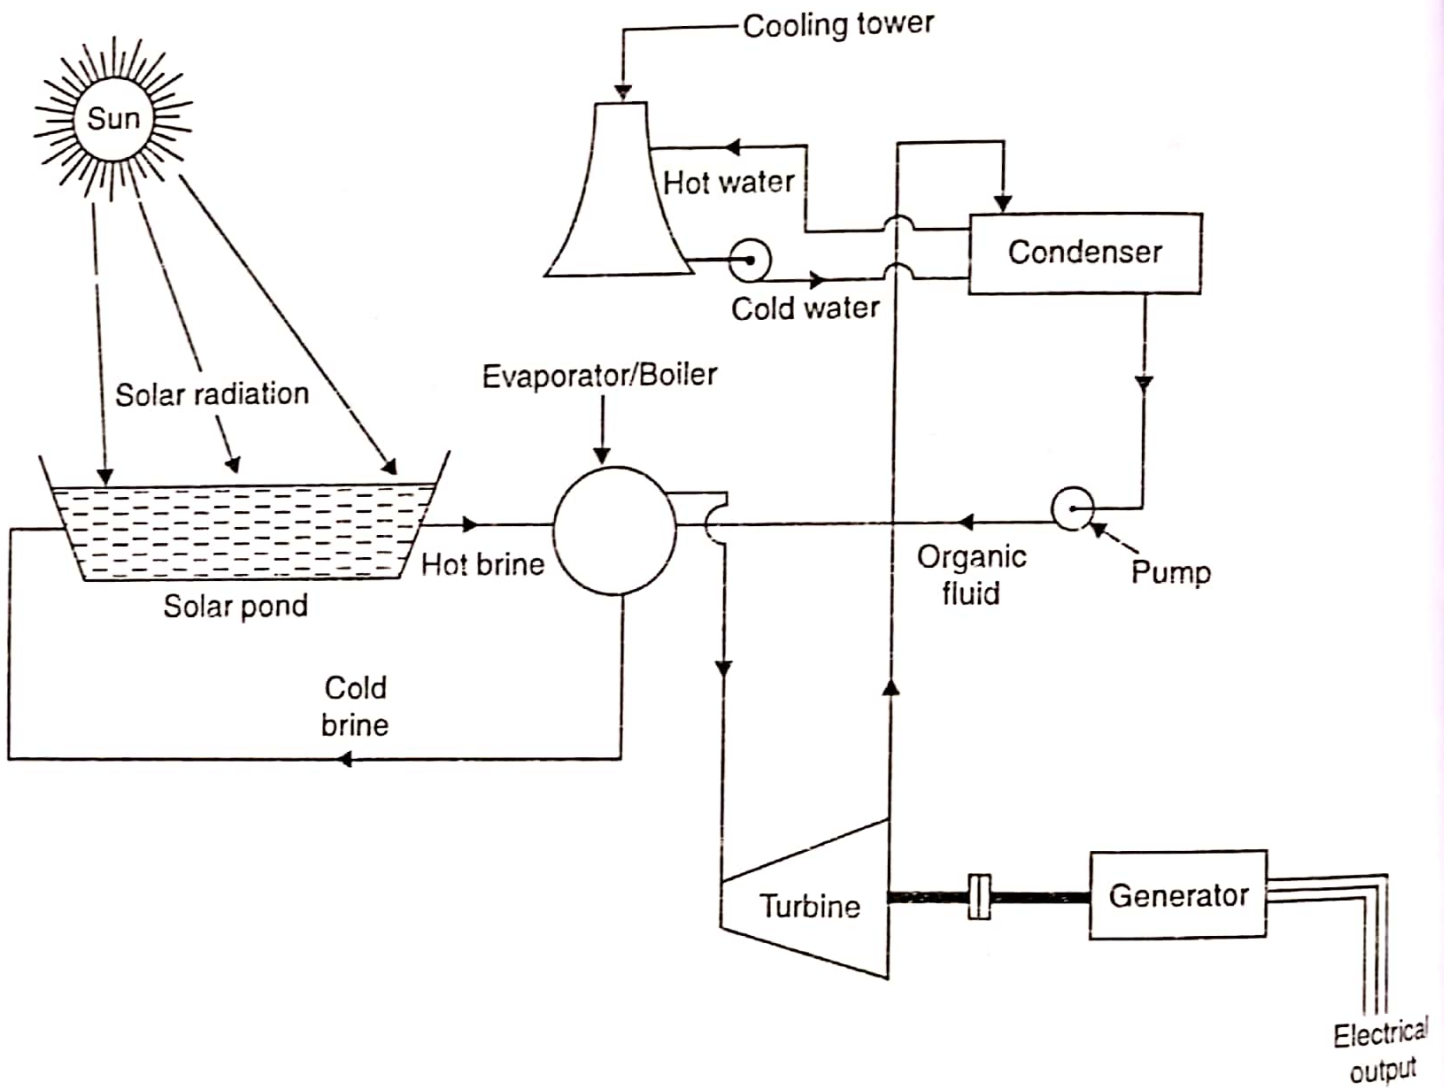 Cooling tower
Sun
Hot water
Condenser
Cold water
Evaporator/Boiler
Solar radiation
Hot brine
Organic
fluid
Pump
Solar pond
Cold
brine
Turbine
Generator
Electrical
output